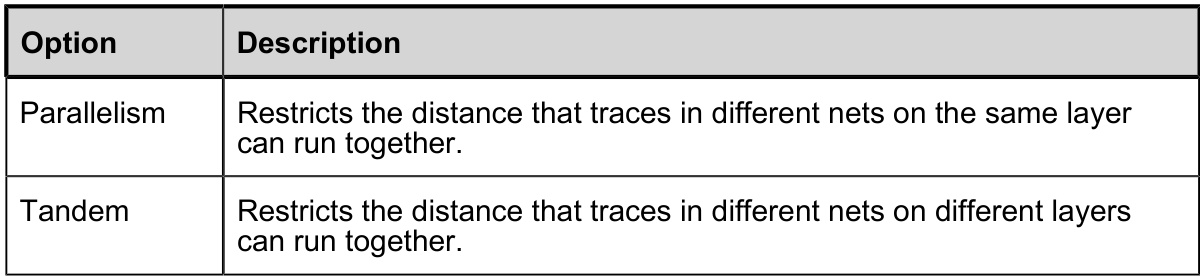 Option Description
Parallelism Restricts the distance that traces in different nets on the same layer
can run together.
Tandem Restricts the distance that traces in different nets on different layers
can run together.